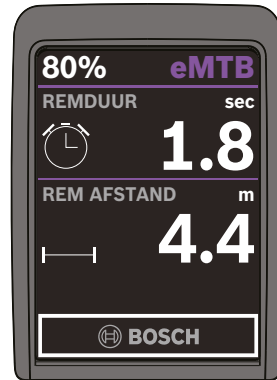 80% eMTB
REMDUUR sec
1.8
REM AFSTAND m
4.4
BOSCH